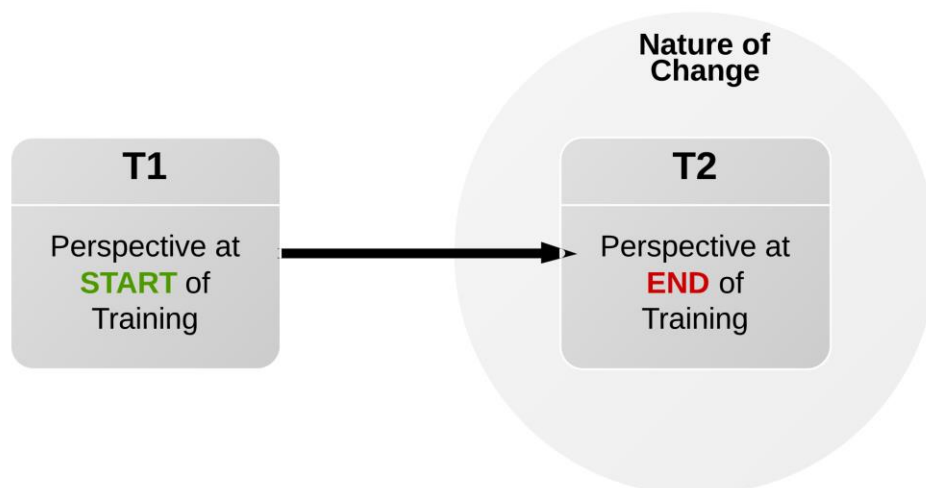 Nature of
Change
T1
Perspective at
START of
Training
T2
Perspective at
END of
Training